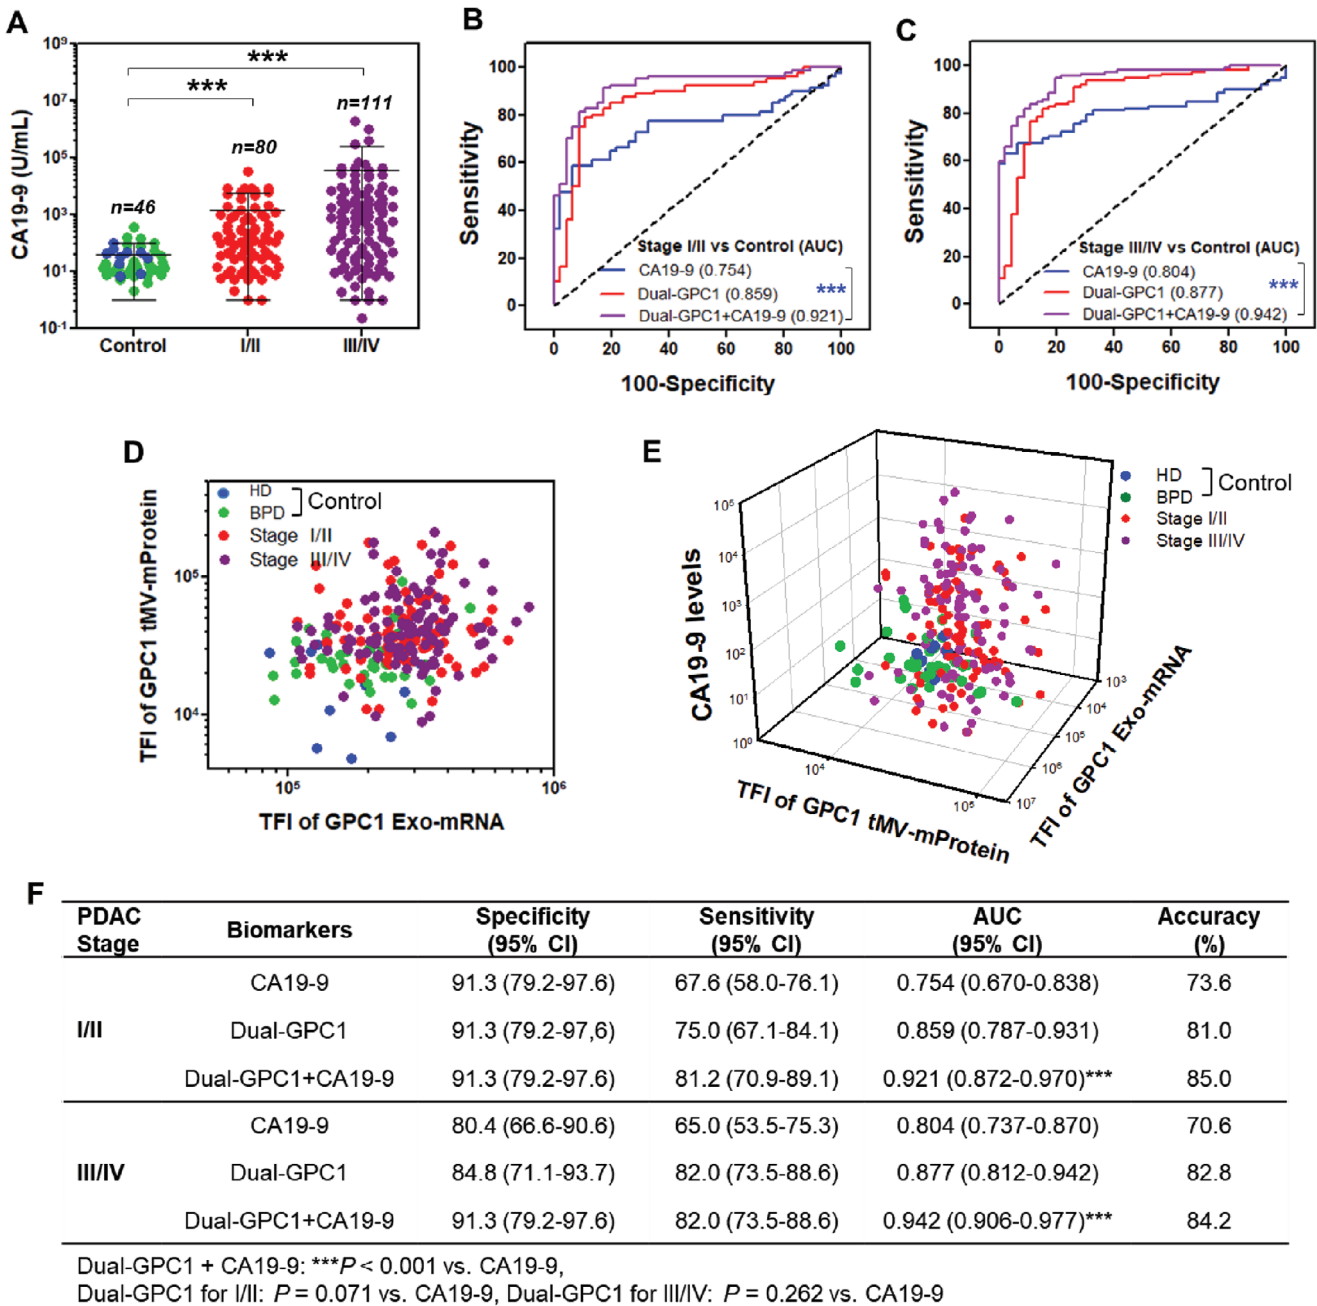 A
10⁹
10⁷
10⁵
10³
10¹
10⁻¹
CA19-9 (U/mL)
***
***
n=46
n=80
n=111
Control
I/II
III/IV
B
100
80
60
40
20
0
Sensitivity
Stage I/II vs Control (AUC)
CA19-9 (0.754)
Dual-GPC1 (0.859)
Dual-GPC1+CA19-9 (0.921)
***
0 20 40 60 80 100
100-Specificity
C
100
80
60
40
20
0
Sensitivity
Stage III/IV vs Control (AUC)
CA19-9 (0.804)
Dual-GPC1 (0.877)
Dual-GPC1+CA19-9 (0.942)
***
0 20 40 60 80 100
100-Specificity
D
TFI of GPC1 tMV-mProtein
HD
BPD
Control
Stage I/II
Stage III/IV
10⁵
10⁴
10⁵
10⁶
TFI of GPC1 Exo-mRNA
E
CA19-9 levels
10⁵
10⁴
10³
10²
10¹
10⁰
HD
BPD
Control
Stage I/II
Stage III/IV
10⁴
10⁵
TFI of GPC1 tMV-mProtein
10³
10⁴
10⁵
10⁶
10⁷
TFI of GPC1 Exo-mRNA
F
PDAC Stage Biomarkers Specificity (95% CI) Sensitivity (95% CI) AUC (95% CI) Accuracy (%)
CA19-9 91.3 (79.2-97.6) 67.6 (58.0-76.1) 0.754 (0.670-0.838) 73.6
I/II Dual-GPC1 91.3 (79.2-97,6) 75.0 (67.1-84.1) 0.859 (0.787-0.931) 81.0
Dual-GPC1+CA19-9 91.3 (79.2-97.6) 81.2 (70.9-89.1) 0.921 (0.872-0.970)*** 85.0
CA19-9 80.4 (66.6-90.6) 65.0 (53.5-75.3) 0.804 (0.737-0.870) 70.6
III/IV Dual-GPC1 84.8 (71.1-93.7) 82.0 (73.5-88.6) 0.877 (0.812-0.942) 82.8
Dual-GPC1+CA19-9 91.3 (79.2-97.6) 82.0 (73.5-88.6) 0.942 (0.906-0.977)*** 84.2
Dual-GPC1 + CA19-9: ***P < 0.001 vs. CA19-9,
Dual-GPC1 for I/II: P = 0.071 vs. CA19-9, Dual-GPC1 for III/IV: P = 0.262 vs. CA19-9